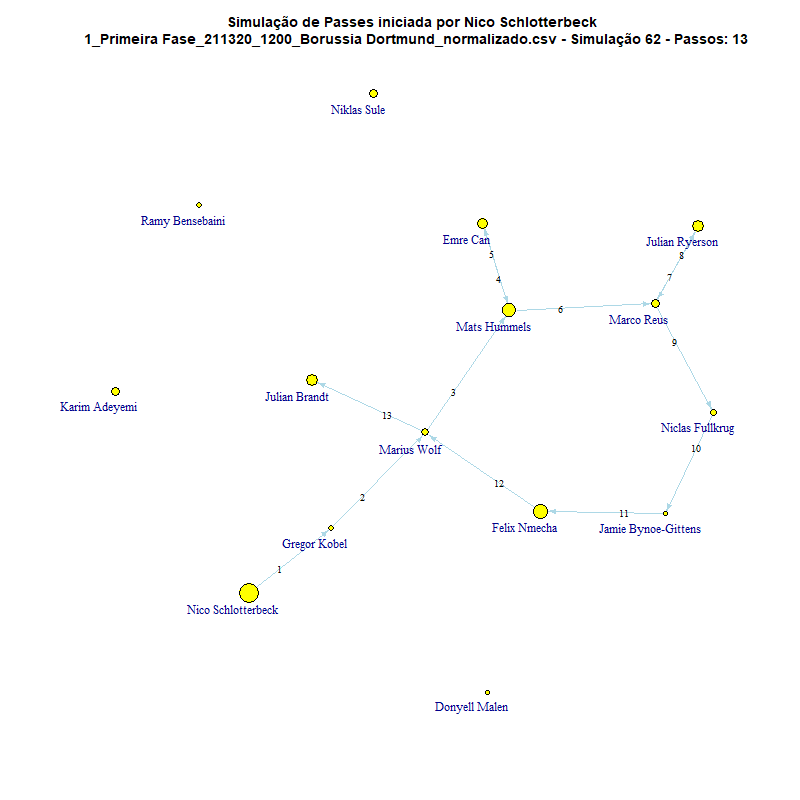 Simulação de Passes iniciada por Nico Schlotterbeck
1_Primeira Fase_211320_1200_Borussia Dortmund_normalizado.csv - Simulação 62 - Passos: 13
Niklas Sule
Ramy Bensebaini
Emre Can
Julian Ryerson
5
8
4
7
6
Mats Hummels
Marco Reus
9
Karim Adeyemi
Julian Brandt
3
13
Niclas Fullkrug
Marius Wolf
10
12
2
11
Felix Nmecha
Jamie Bynoe-Gittens
Gregor Kobel
1
Nico Schlotterbeck
Donyell Malen